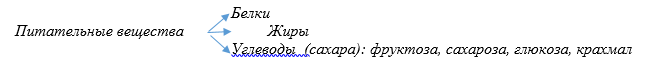 Белки
Питательные вещества Жиры
Углеводы (сахара): фруктоза, сахароза, глюкоза, крахмал